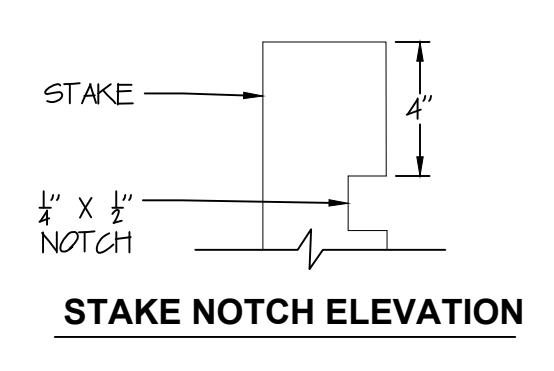 STAKE
4"
1/4" X 1/2"
NOTCH
STAKE NOTCH ELEVATION